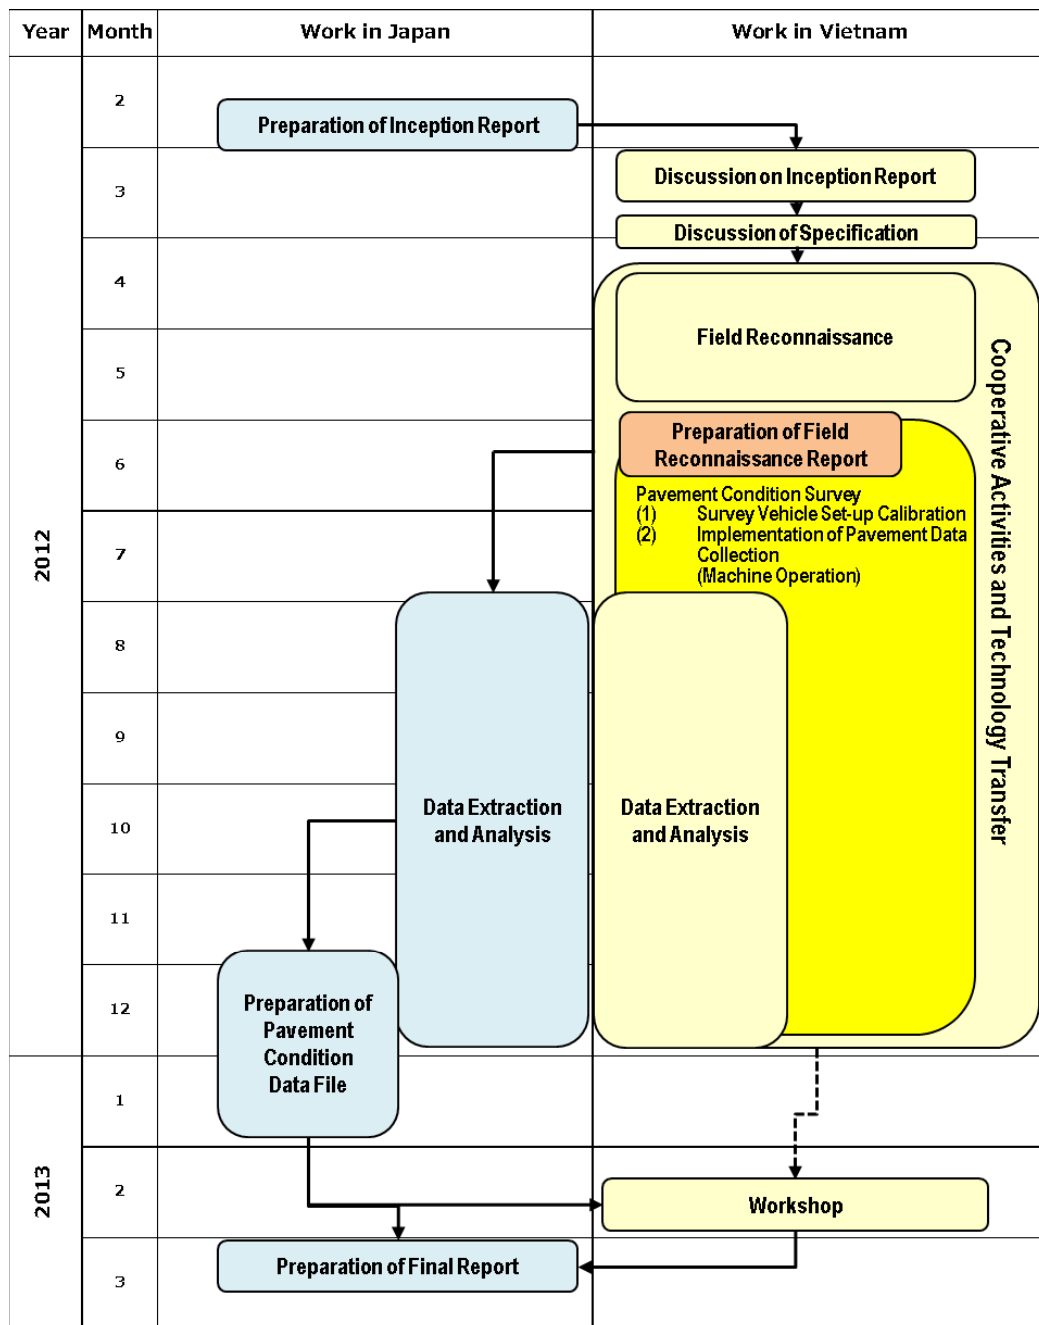 Year Month Work in Japan Work in Vietnam
2012
2
Preparation of Inception Report
3
Discussion on Inception Report
Discussion of Specification
4
Field Reconnaissance
5
Cooperative Activities and Technology Transfer
6
Preparation of Field
Reconnaissance Report
Pavement Condition Survey
(1) Survey Vehicle Set-up Calibration
(2) Implementation of Pavement Data
Collection
(Machine Operation)
7
8
9
10
Data Extraction
and Analysis
Data Extraction
and Analysis
11
12
Preparation of
Pavement
Condition
Data File
2013
1
2
Workshop
3
Preparation of Final Report